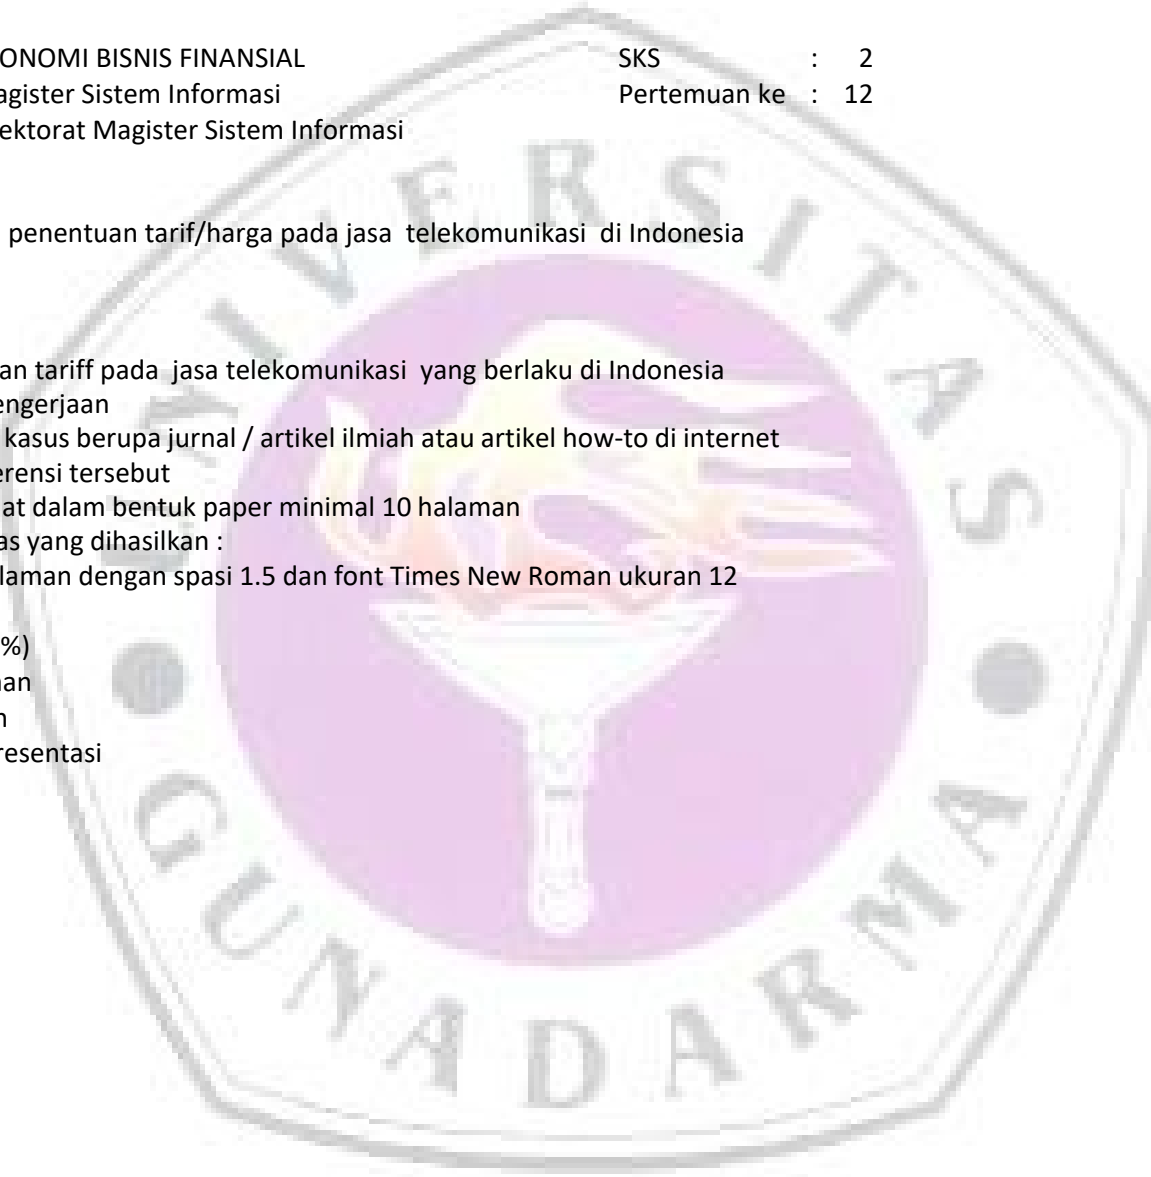 ONOMI BISNIS FINANSIAL SKS : 2
agister Sistem Informasi Pertemuan ke : 12
ektorat Magister Sistem Informasi
penentuan tarif/harga pada jasa telekomunikasi di Indonesia
an tariff pada jasa telekomunikasi yang berlaku di Indonesia
engerjaan
kasus berupa jurnal / artikel ilmiah atau artikel how-to di internet
erensi tersebut
at dalam bentuk paper minimal 10 halaman
as yang dihasilkan :
laman dengan spasi 1.5 dan font Times New Roman ukuran 12
%)
an
n
resentasi
UNIVERSITAS
GUNADARMA